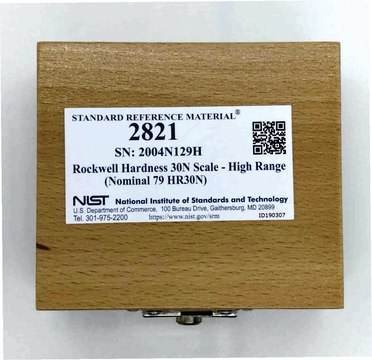 STANDARD REFERENCE MATERIAL®
2821
SN: 2004N129H
Rockwell Hardness 30N Scale - High Range
(Nominal 79 HR30N)
NIST National Institute of Standards and Technology
U.S. Department of Commerce, 100 Bureau Drive, Gaithersburg, MD 20899
Tel. 301-975-2200 https://www.nist.gov/srm ID190307